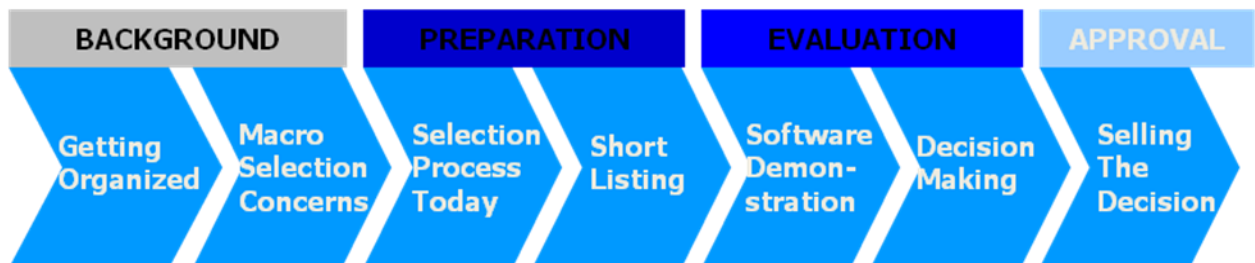 BACKGROUND
PREPARATION
EVALUATION
APPROVAL
Getting
Organized
Macro
Selection
Concerns
Selection
Process
Today
Short
Listing
Software
Demon-
stration
Decision
Making
Selling
The
Decision